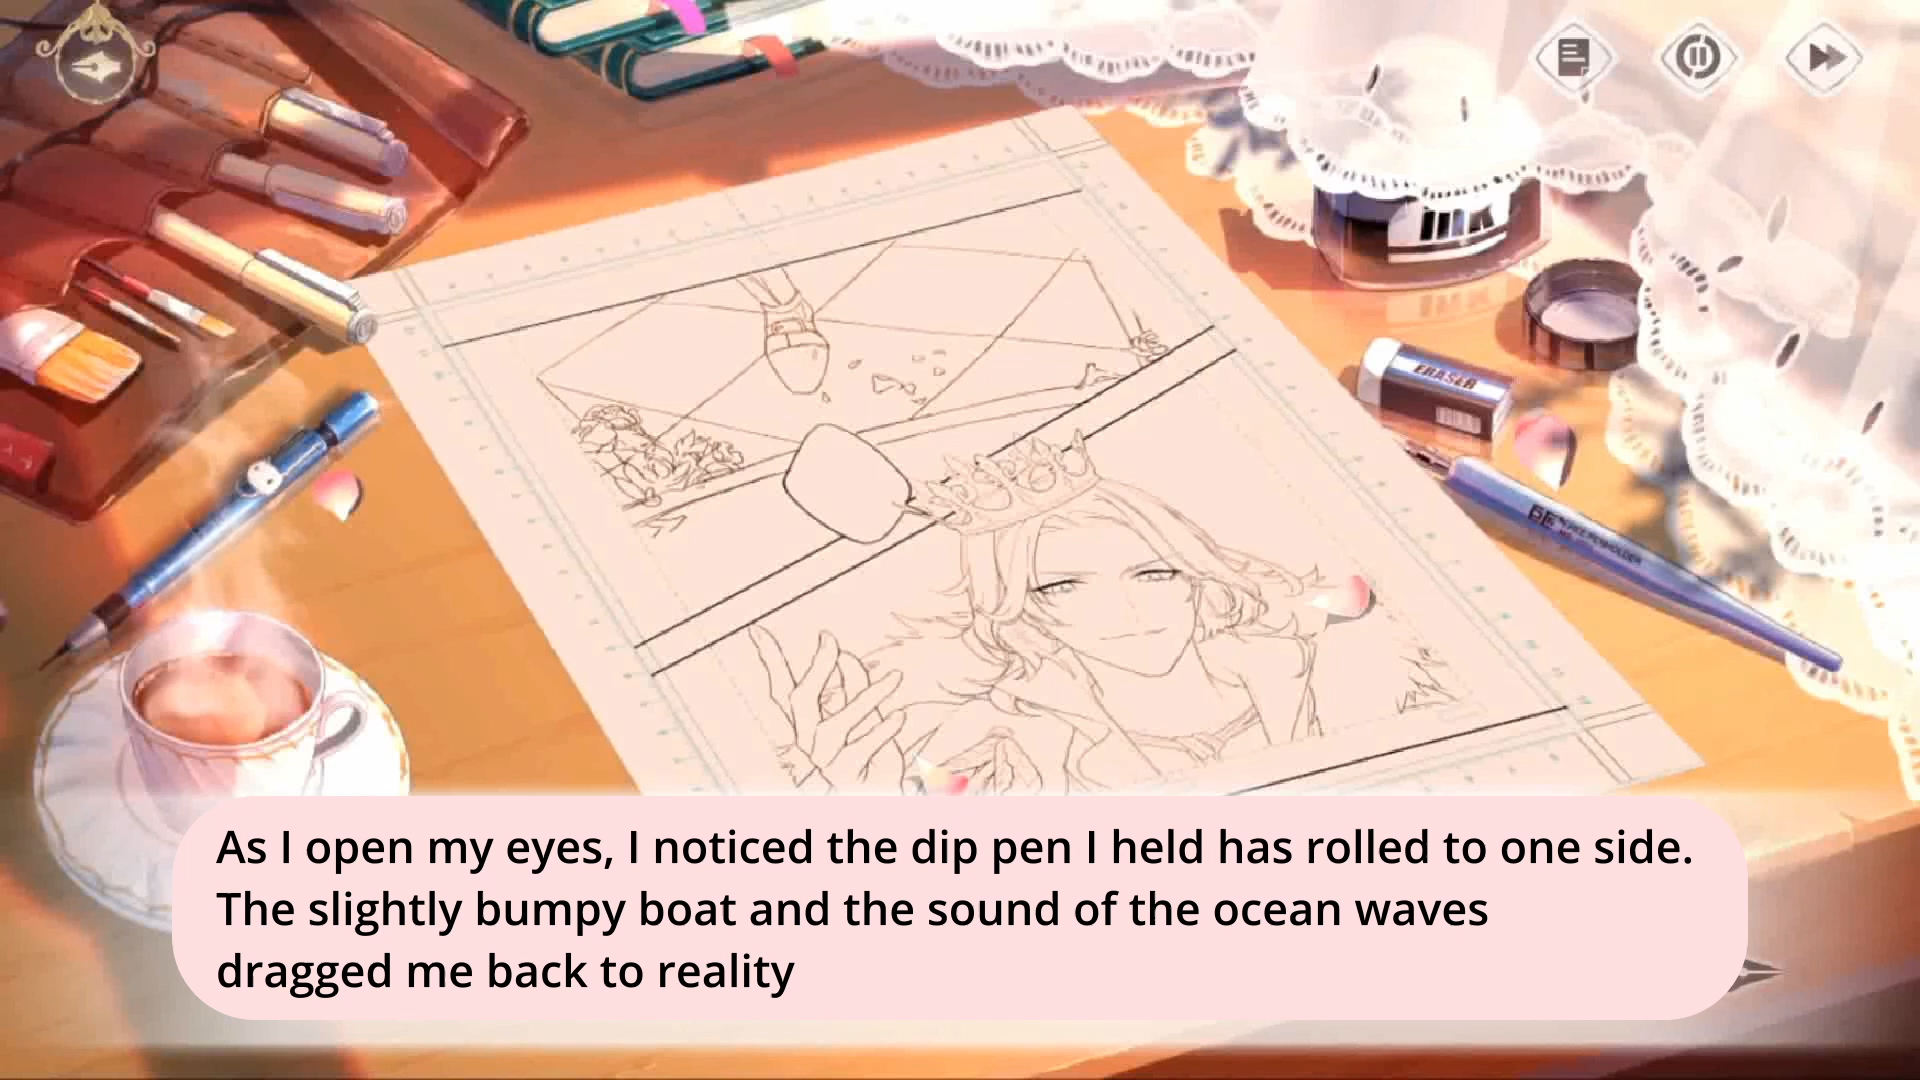 INK
ERASER
As I open my eyes, I noticed the dip pen I held has rolled to one side.
The slightly bumpy boat and the sound of the ocean waves
dragged me back to reality